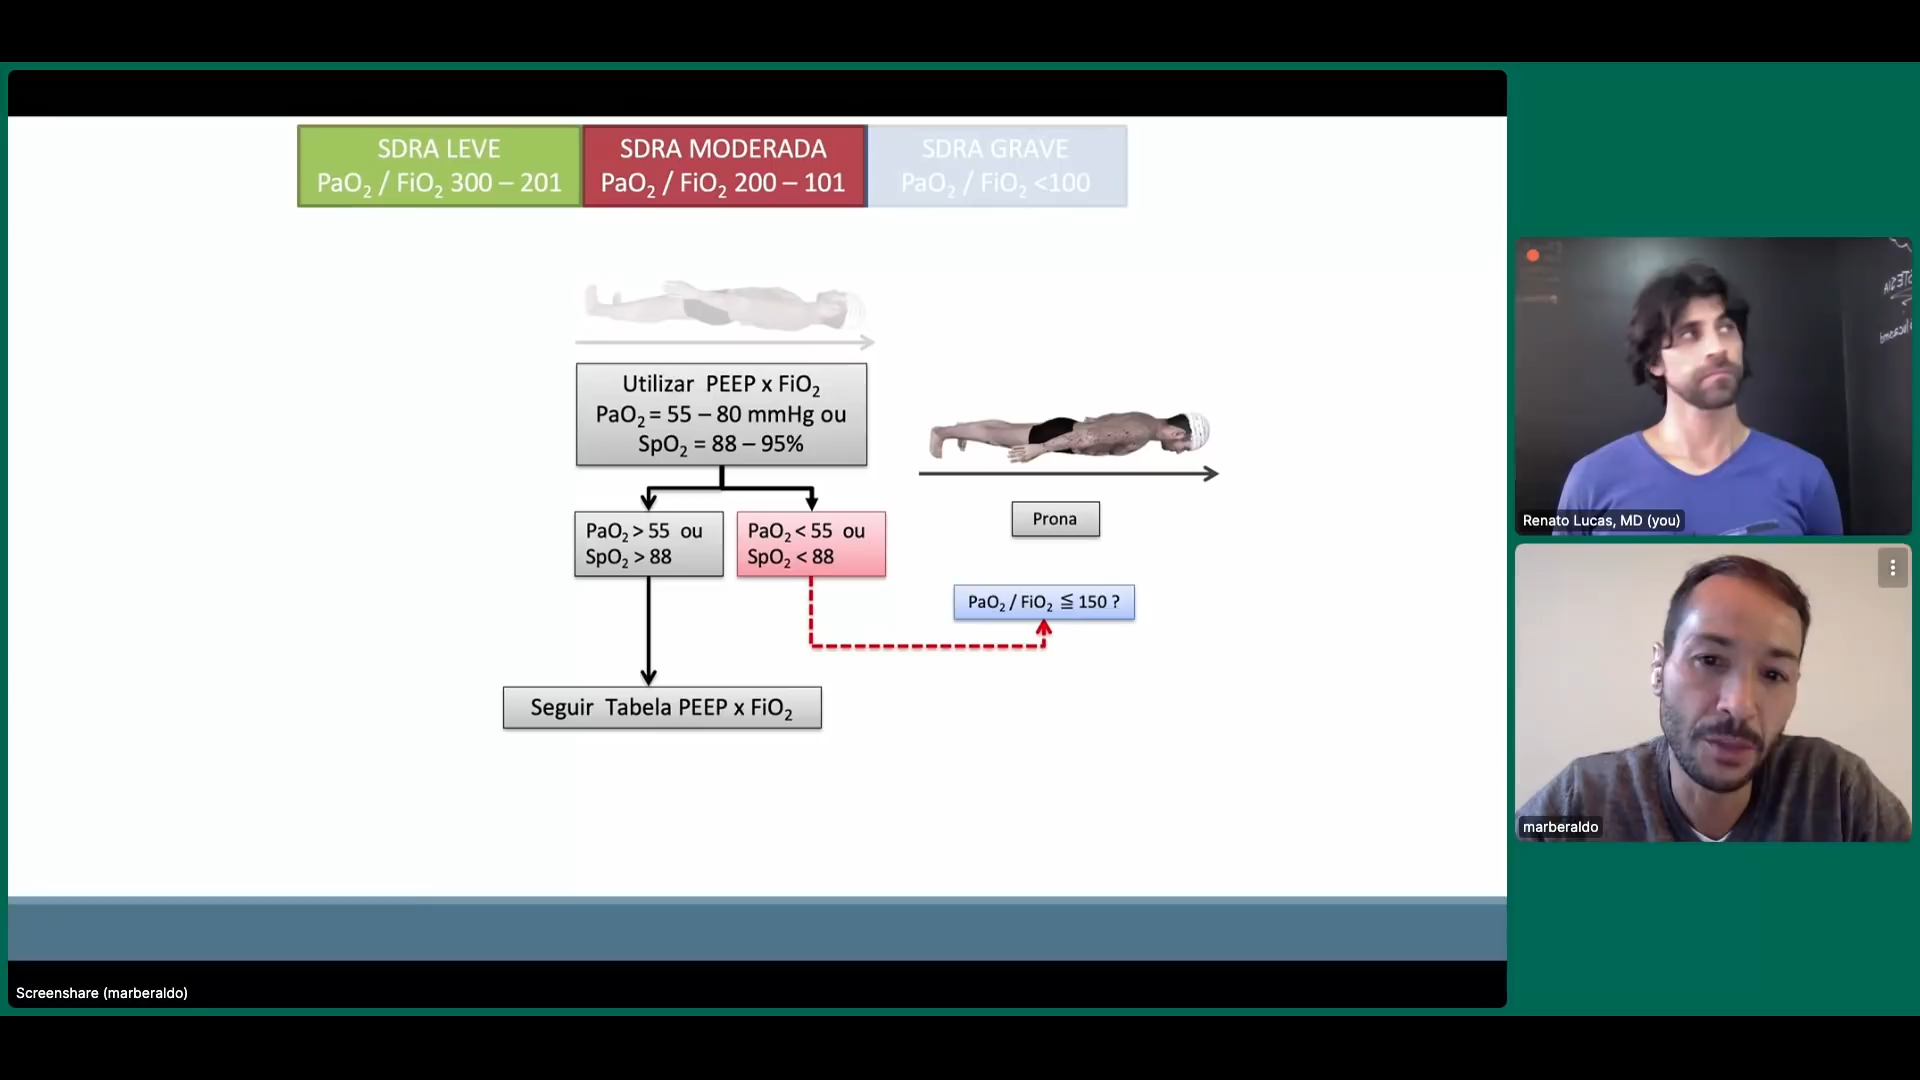 SDRA LEVE
PaO₂ / FiO₂ 300 – 201
SDRA MODERADA
PaO₂ / FiO₂ 200 – 101
SDRA GRAVE
PaO₂ / FiO₂ <100
Utilizar PEEP x FiO₂
PaO₂ = 55 – 80 mmHg ou
SpO₂ = 88 – 95%
PaO₂ > 55 ou
SpO₂ > 88
PaO₂ < 55 ou
SpO₂ < 88
Prona
PaO₂ / FiO₂ ≦ 150 ?
Seguir Tabela PEEP x FiO₂
Renato Lucas, MD (you)
marberaldo
Screenshare (marberaldo)